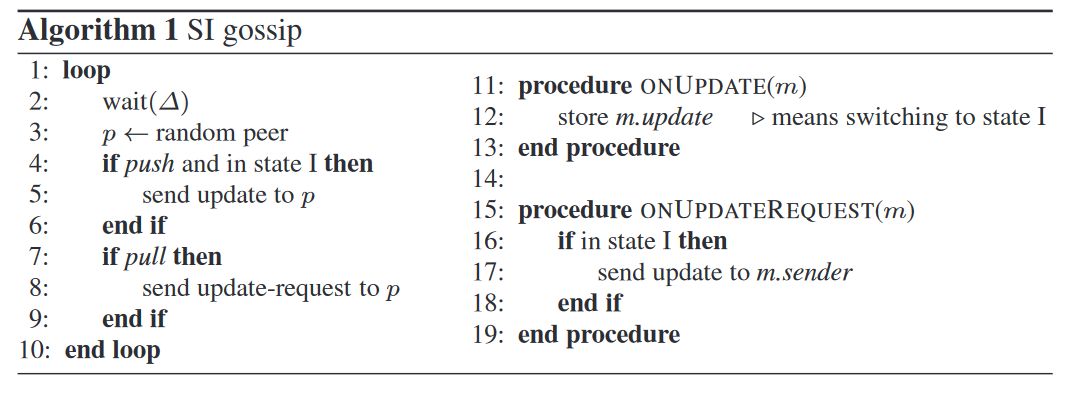 Algorithm 1 SI gossip
1: loop
2: wait(Δ)
3: p ← random peer
4: if push and in state I then
5: send update to p
6: end if
7: if pull then
8: send update-request to p
9: end if
10: end loop
11: procedure ONUPDATE(m)
12: store m.update ▷ means switching to state I
13: end procedure
14:
15: procedure ONUPDATEREQUEST(m)
16: if in state I then
17: send update to m.sender
18: end if
19: end procedure